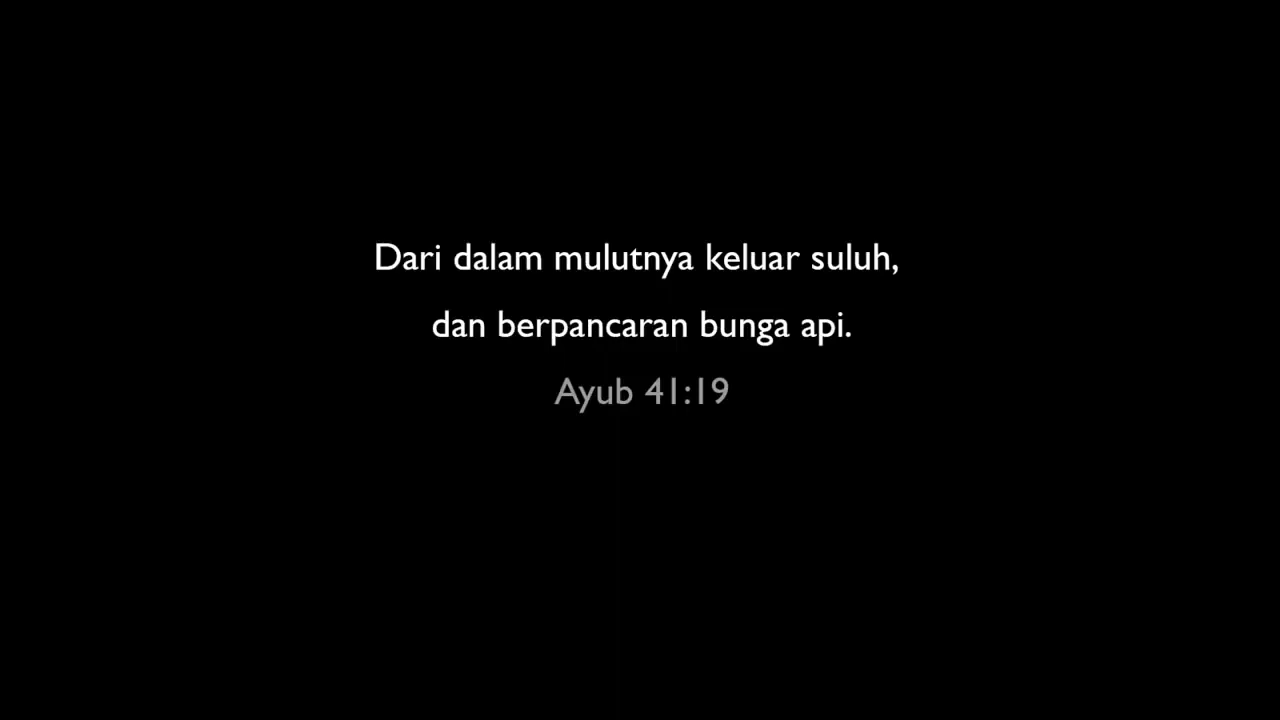 Dari dalam mulutnya keluar suluh,
dan berpancaran bunga api.
Ayub 41:19